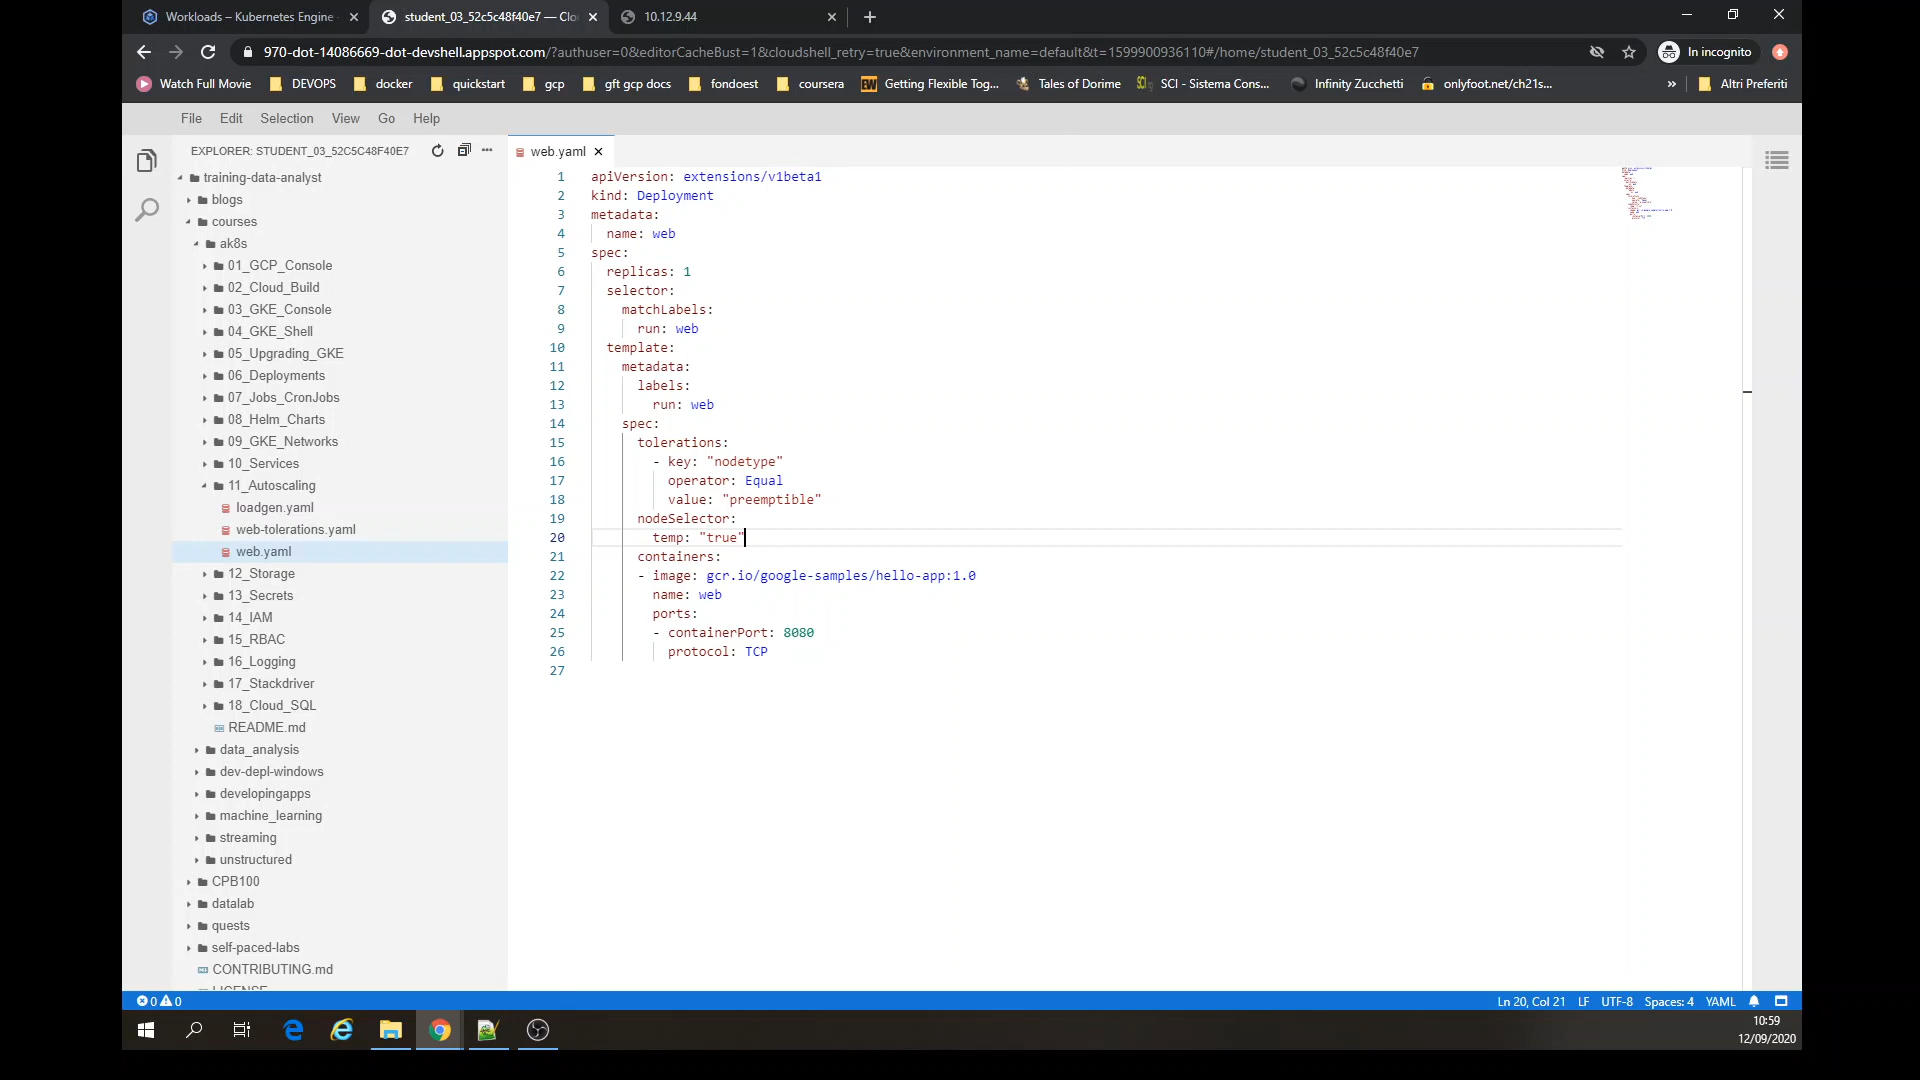 Workloads – Kubernetes Engine
student_03_52c5c48f40e7 — Clo
10.12.9.44
970-dot-14086669-dot-devshell.appspot.com/?authuser=0&editorCacheBust=1&cloudshell_retry=true&environment_name=default&t=1599900936110#/home/student_03_52c5c48f40e7
In incognito
Watch Full Movie
DEVOPS
docker
quickstart
gcp
gft gcp docs
fondoest
coursera
Getting Flexible Tog...
Tales of Dorime
SCI - Sistema Cons...
Infinity Zucchetti
onlyfoot.net/ch21s...
»
Altri Preferiti
File Edit Selection View Go Help
EXPLORER: STUDENT_03_52C5C48F40E7
training-data-analyst
blogs
courses
ak8s
01_GCP_Console
02_Cloud_Build
03_GKE_Console
04_GKE_Shell
05_Upgrading_GKE
06_Deployments
07_Jobs_CronJobs
08_Helm_Charts
09_GKE_Networks
10_Services
11_Autoscaling
loadgen.yaml
web-tolerations.yaml
web.yaml
12_Storage
13_Secrets
14_IAM
15_RBAC
16_Logging
17_Stackdriver
18_Cloud_SQL
README.md
data_analysis
dev-depl-windows
developingapps
machine_learning
streaming
unstructured
CPB100
datalab
quests
self-paced-labs
CONTRIBUTING.md
LICENSE
web.yaml
1 apiVersion: extensions/v1beta1
2 kind: Deployment
3 metadata:
4 name: web
5 spec:
6 replicas: 1
7 selector:
8 matchLabels:
9 run: web
10 template:
11 metadata:
12 labels:
13 run: web
14 spec:
15 tolerations:
16 - key: "nodetype"
17 operator: Equal
18 value: "preemptible"
19 nodeSelector:
20 temp: "true"
21 containers:
22 - image: gcr.io/google-samples/hello-app:1.0
23 name: web
24 ports:
25 - containerPort: 8080
26 protocol: TCP
27
0 0
Ln 20, Col 21 LF UTF-8 Spaces: 4 YAML
10:59
12/09/2020